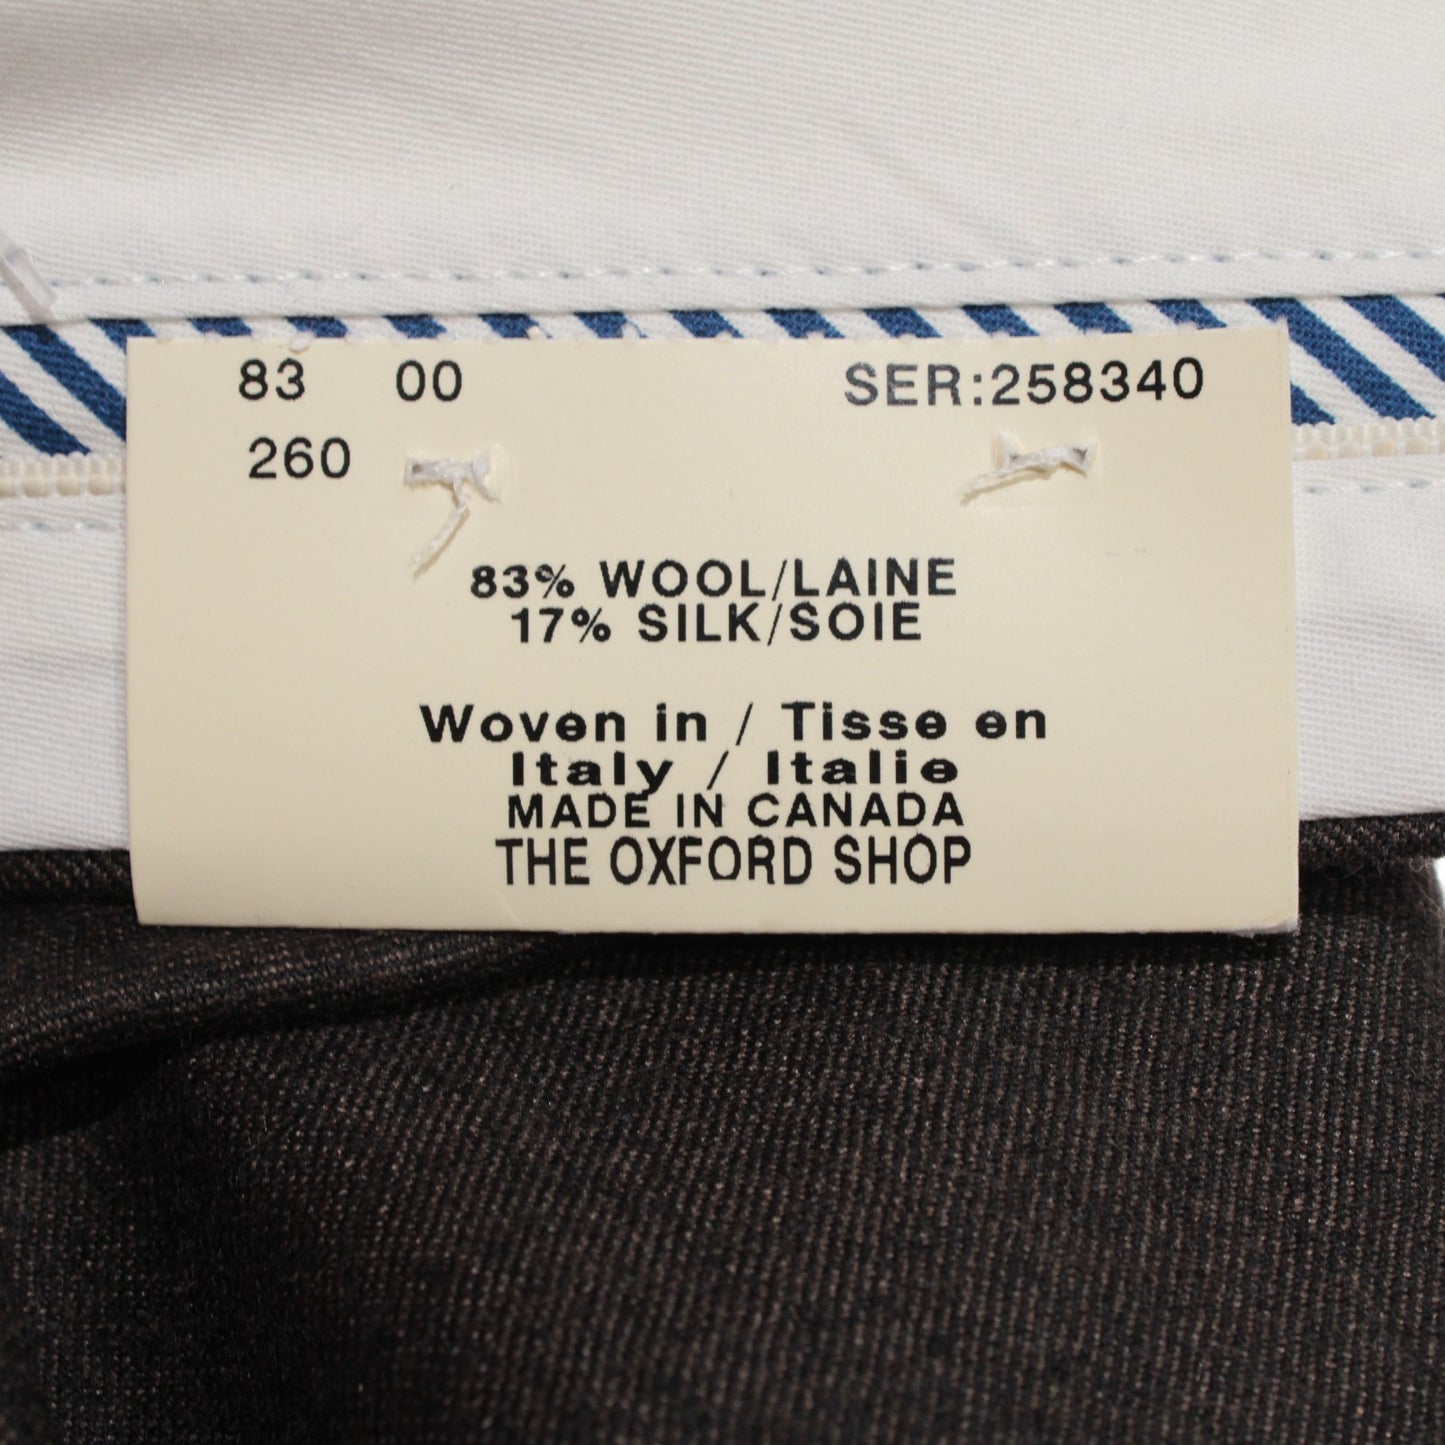 83 00 SER:258340
260
83% WOOL/LAINE
17% SILK/SOIE
Woven in / Tisse en
Italy / Italie
MADE IN CANADA
THE OXFORD SHOP